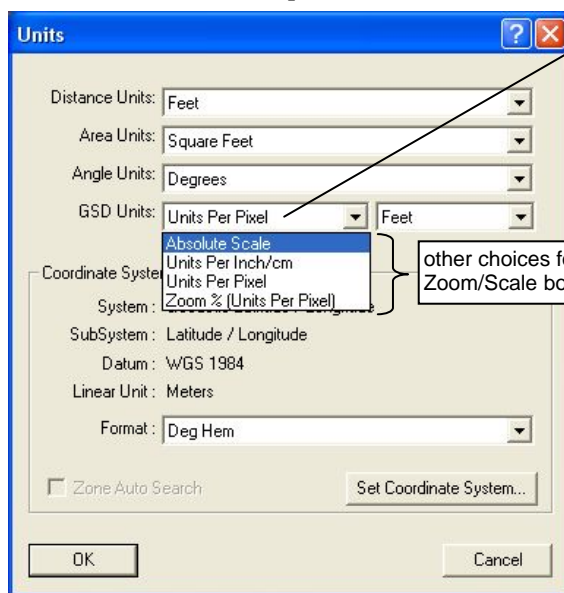 Units
Distance Units: Feet
Area Units: Square Feet
Angle Units: Degrees
GSD Units: Units Per Pixel Feet
Absolute Scale
Units Per Inch/cm
Units Per Pixel
Zoom % (Units Per Pixel)
other choices
Zoom/Scale
Coordinate
System :
SubSystem : Latitude / Longitude
Datum : WGS 1984
Linear Unit : Meters
Format : Deg Hem
Zone Auto Search
Set Coordinate System...
OK Cancel